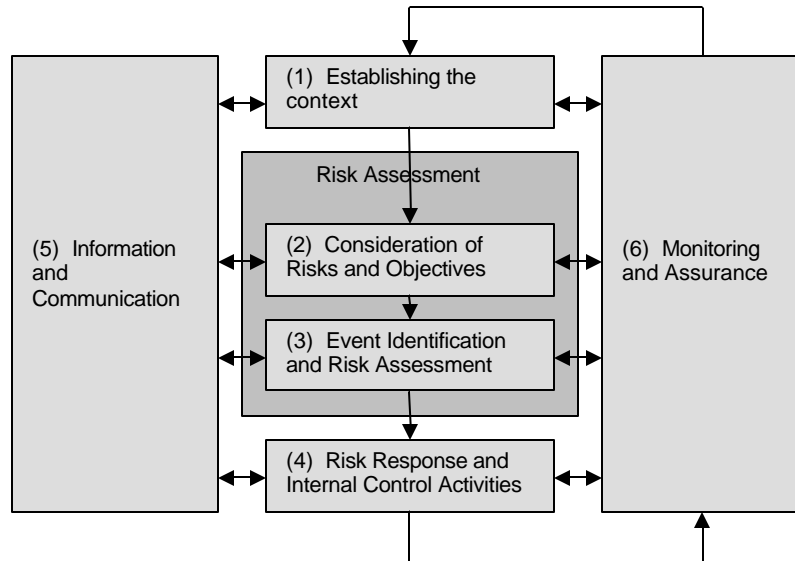 (1) Establishing the
context
Risk Assessment
(2) Consideration of
Risks and Objectives
(3) Event Identification
and Risk Assessment
(4) Risk Response and
Internal Control Activities
(5) Information
and
Communication
(6) Monitoring
and Assurance